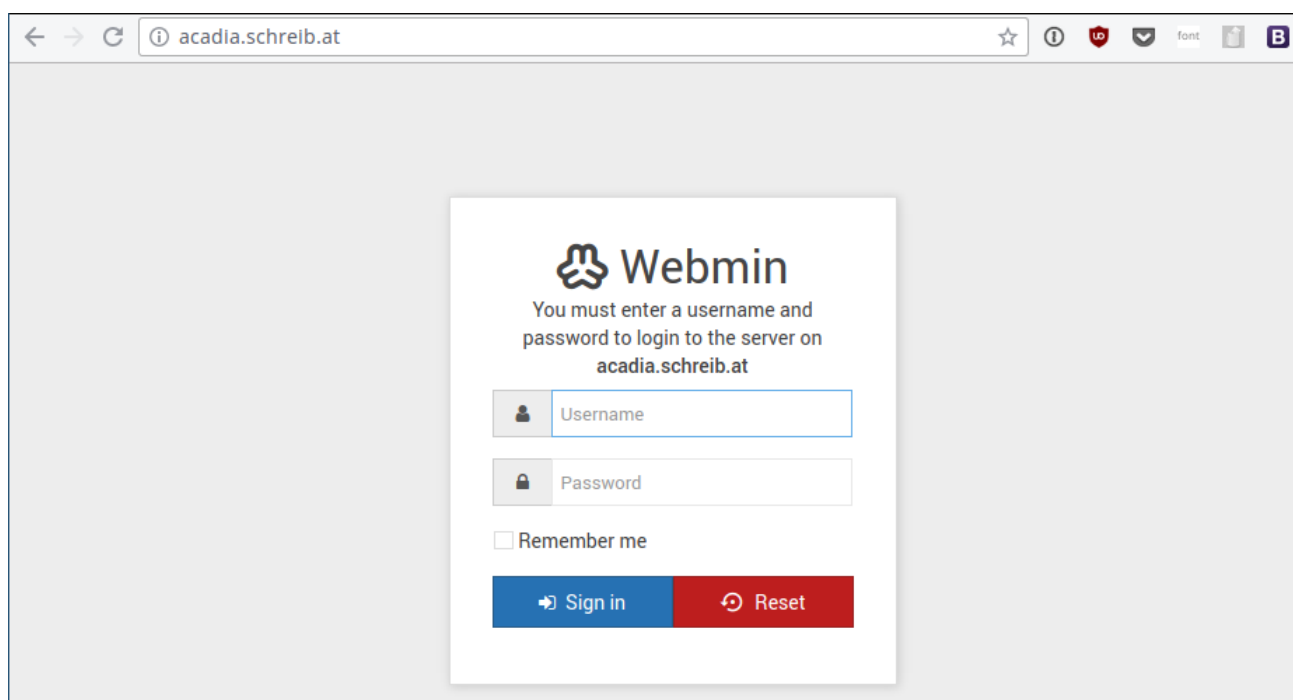 acadia.schreib.at
font
B
Webmin
You must enter a username and
password to login to the server on
acadia.schreib.at
Username
Password
Remember me
Sign in
Reset